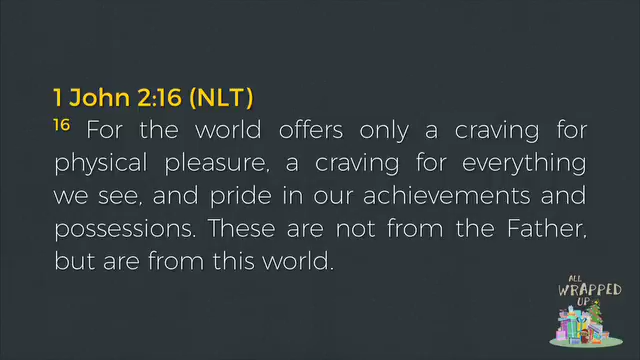 1 John 2:16 (NLT)
16 For the world offers only a craving for
physical pleasure, a craving for everything
we see, and pride in our achievements and
possessions. These are not from the Father,
but are from this world.
ALL
WRAPPED
UP